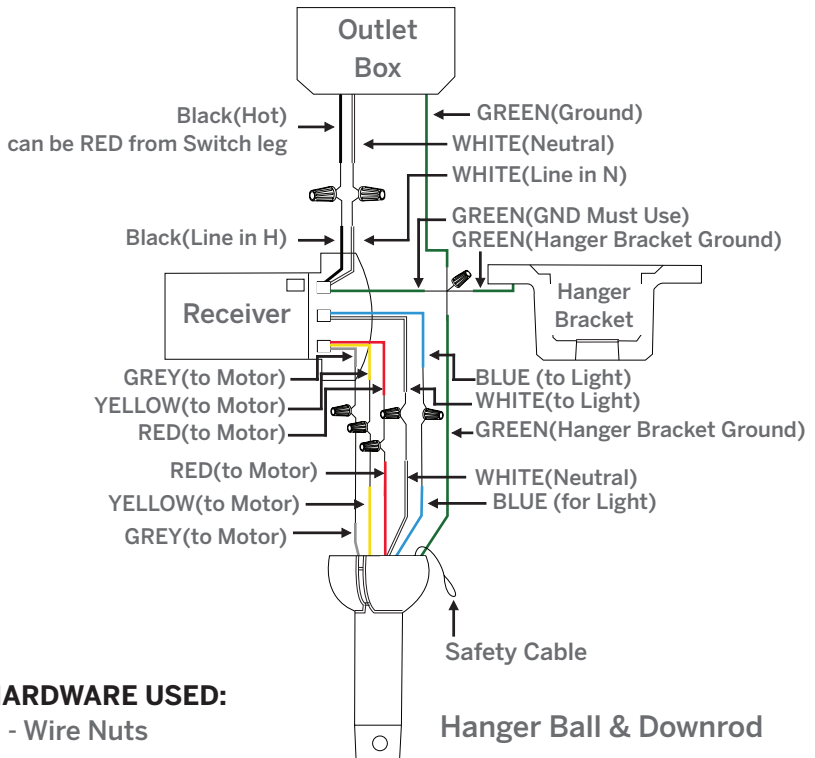 Outlet
Box
Black(Hot)
can be RED from Switch leg
GREEN(Ground)
WHITE(Neutral)
WHITE(Line in N)
GREEN(GND Must Use)
Black(Line in H)
GREEN(Hanger Bracket Ground)
Receiver
Hanger
Bracket
GREY(to Motor)
BLUE (to Light)
YELLOW(to Motor)
WHITE(to Light)
RED(to Motor)
GREEN(Hanger Bracket Ground)
RED(to Motor)
WHITE(Neutral)
YELLOW(to Motor)
BLUE (for Light)
GREY(to Motor)
Safety Cable
HARDWARE USED:
- Wire Nuts
Hanger Ball & Downrod